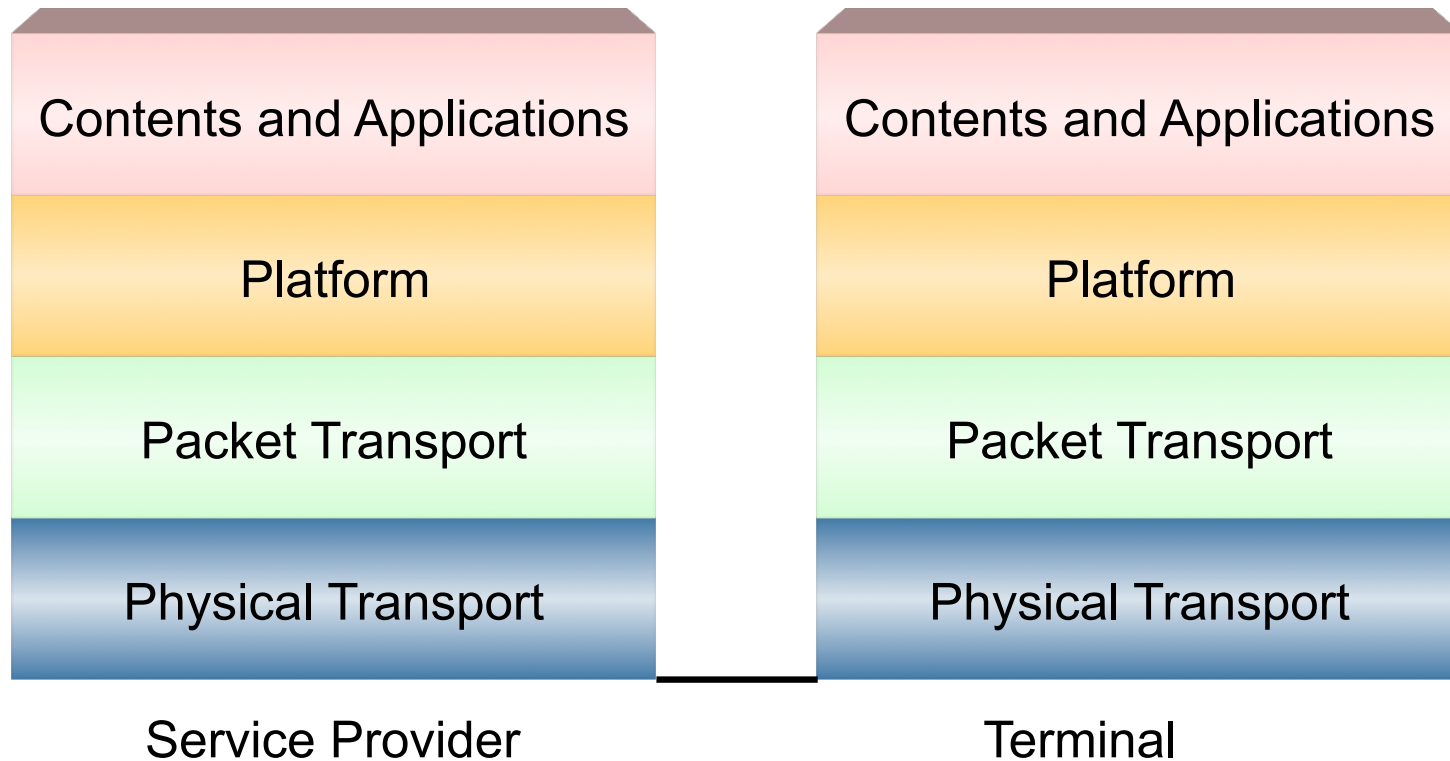 Contents and Applications
Platform
Packet Transport
Physical Transport
Service Provider
Contents and Applications
Platform
Packet Transport
Physical Transport
Terminal